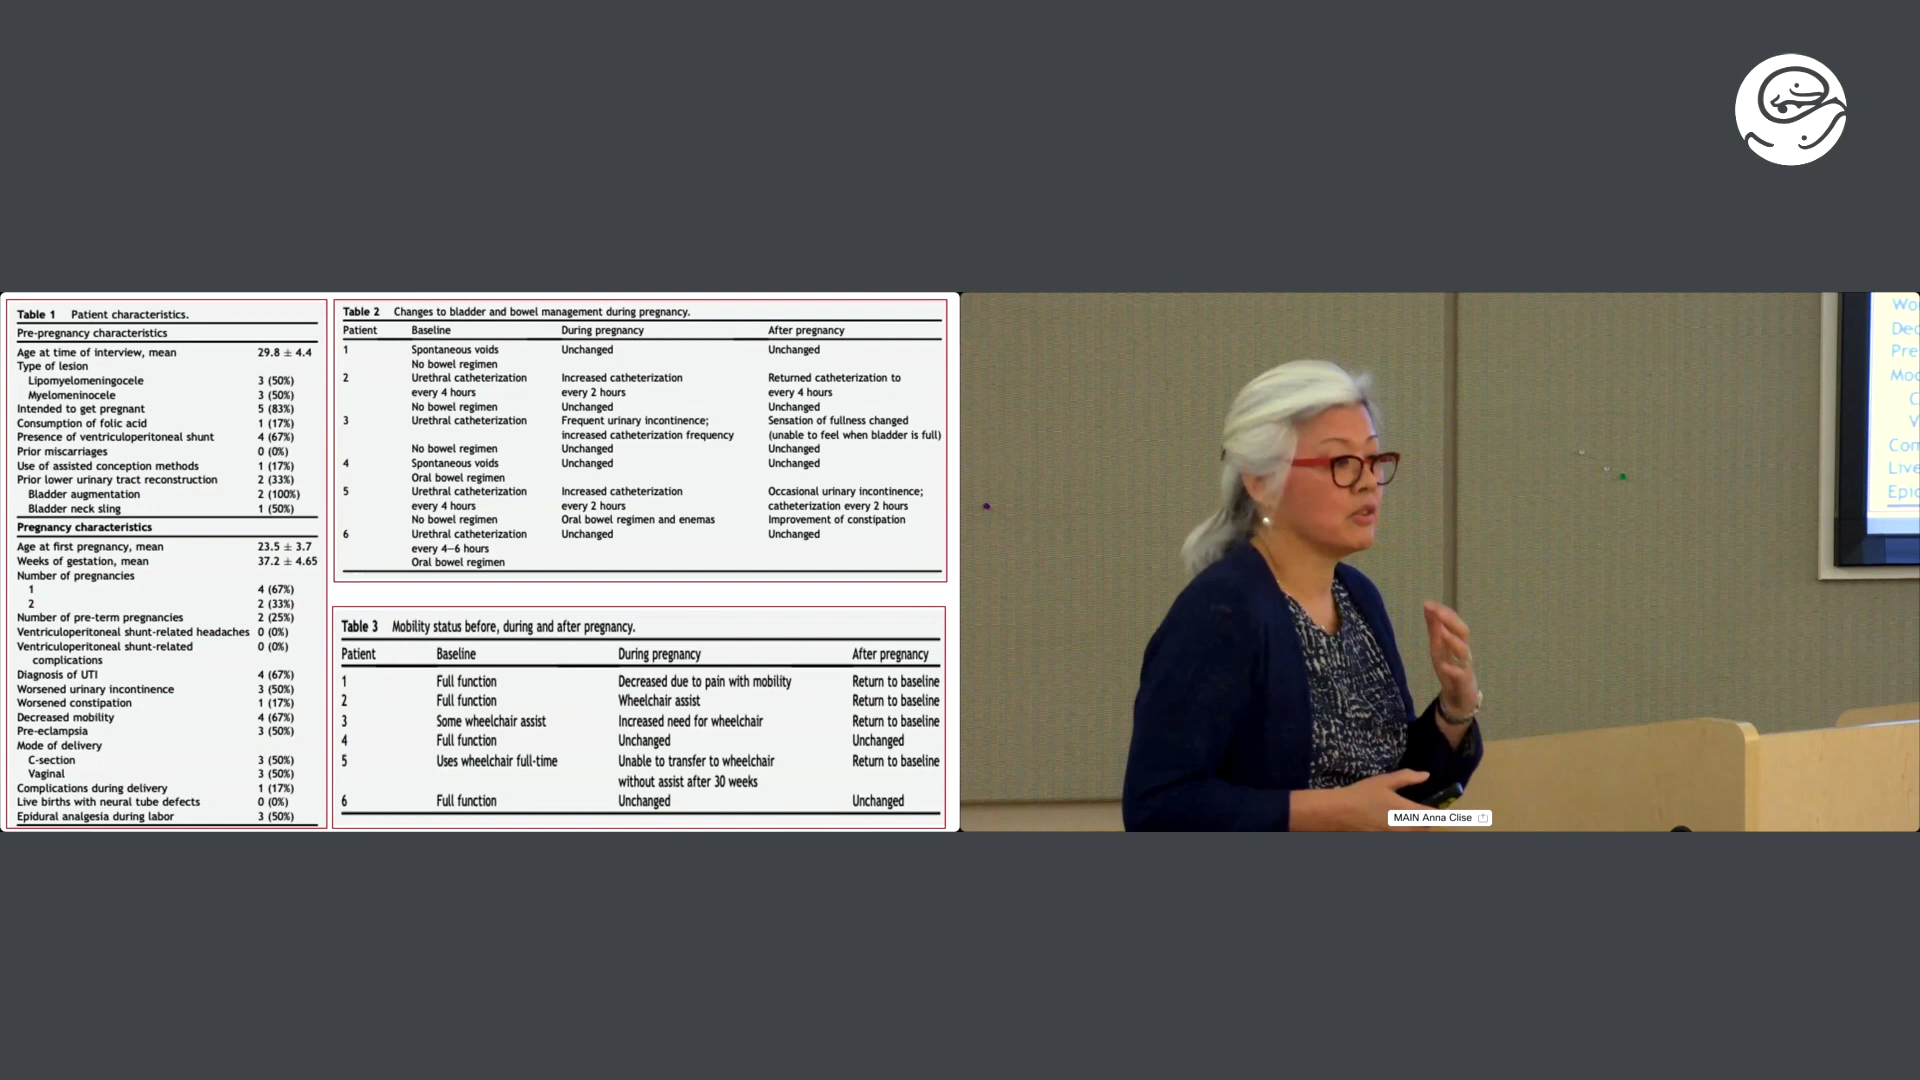 Table 1 Patient characteristics.
Pre-pregnancy characteristics
Age at time of interview, mean 29.8 ± 4.4
Type of lesion
Lipomyelomeningocele 3 (50%)
Myelomeninocele 3 (50%)
Intended to get pregnant 5 (83%)
Consumption of folic acid 1 (17%)
Presence of ventriculoperitoneal shunt 4 (67%)
Prior miscarriages 0 (0%)
Use of assisted conception methods 1 (17%)
Prior lower urinary tract reconstruction 2 (33%)
Bladder augmentation 2 (100%)
Bladder neck sling 1 (50%)
Pregnancy characteristics
Age at first pregnancy, mean 23.5 ± 3.7
Weeks of gestation, mean 37.2 ± 4.65
Number of pregnancies
1 4 (67%)
2 2 (33%)
Number of pre-term pregnancies 2 (25%)
Ventriculoperitoneal shunt-related headaches 0 (0%)
Ventriculoperitoneal shunt-related 0 (0%)
complications
Diagnosis of UTI 4 (67%)
Worsened urinary incontinence 3 (50%)
Worsened constipation 1 (17%)
Decreased mobility 4 (67%)
Pre-eclampsia 3 (50%)
Mode of delivery
C-section 3 (50%)
Vaginal 3 (50%)
Complications during delivery 1 (17%)
Live births with neural tube defects 0 (0%)
Epidural analgesia during labor 3 (50%)
Table 2 Changes to bladder and bowel management during pregnancy.
Patient Baseline During pregnancy After pregnancy
1 Spontaneous voids Unchanged Unchanged
No bowel regimen
2 Urethral catheterization Increased catheterization Returned catheterization to
every 4 hours every 2 hours every 4 hours
No bowel regimen Unchanged Unchanged
3 Urethral catheterization Frequent urinary incontinence; Sensation of fullness changed
increased catheterization frequency (unable to feel when bladder is full)
No bowel regimen Unchanged Unchanged
4 Spontaneous voids Unchanged Unchanged
Oral bowel regimen
5 Urethral catheterization Increased catheterization Occasional urinary incontinence;
every 4 hours every 2 hours catheterization every 2 hours
No bowel regimen Oral bowel regimen and enemas Improvement of constipation
6 Urethral catheterization Unchanged Unchanged
every 4–6 hours
Oral bowel regimen
Table 3 Mobility status before, during and after pregnancy.
Patient Baseline During pregnancy After pregnancy
1 Full function Decreased due to pain with mobility Return to baseline
2 Full function Wheelchair assist Return to baseline
3 Some wheelchair assist Increased need for wheelchair Return to baseline
4 Full function Unchanged Unchanged
5 Uses wheelchair full-time Unable to transfer to wheelchair Return to baseline
without assist after 30 weeks
6 Full function Unchanged Unchanged
Wo
Dec
Pre
Mod
C
V
Com
Live
Epid
MAIN Anna Clise